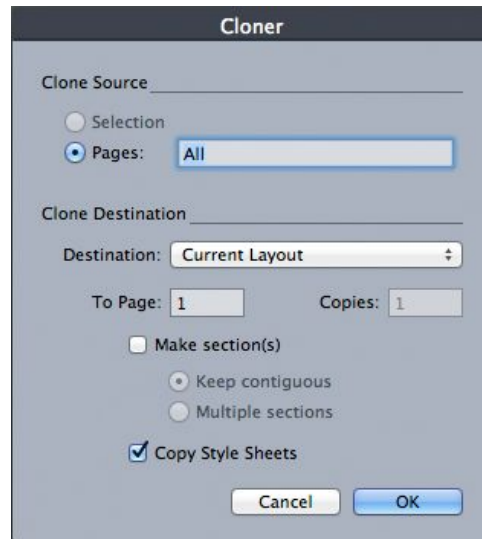 Cloner
Clone Source
Selection
Pages: All
Clone Destination
Destination: Current Layout
To Page: 1 Copies: 1
Make section(s)
Keep contiguous
Multiple sections
Copy Style Sheets
Cancel OK